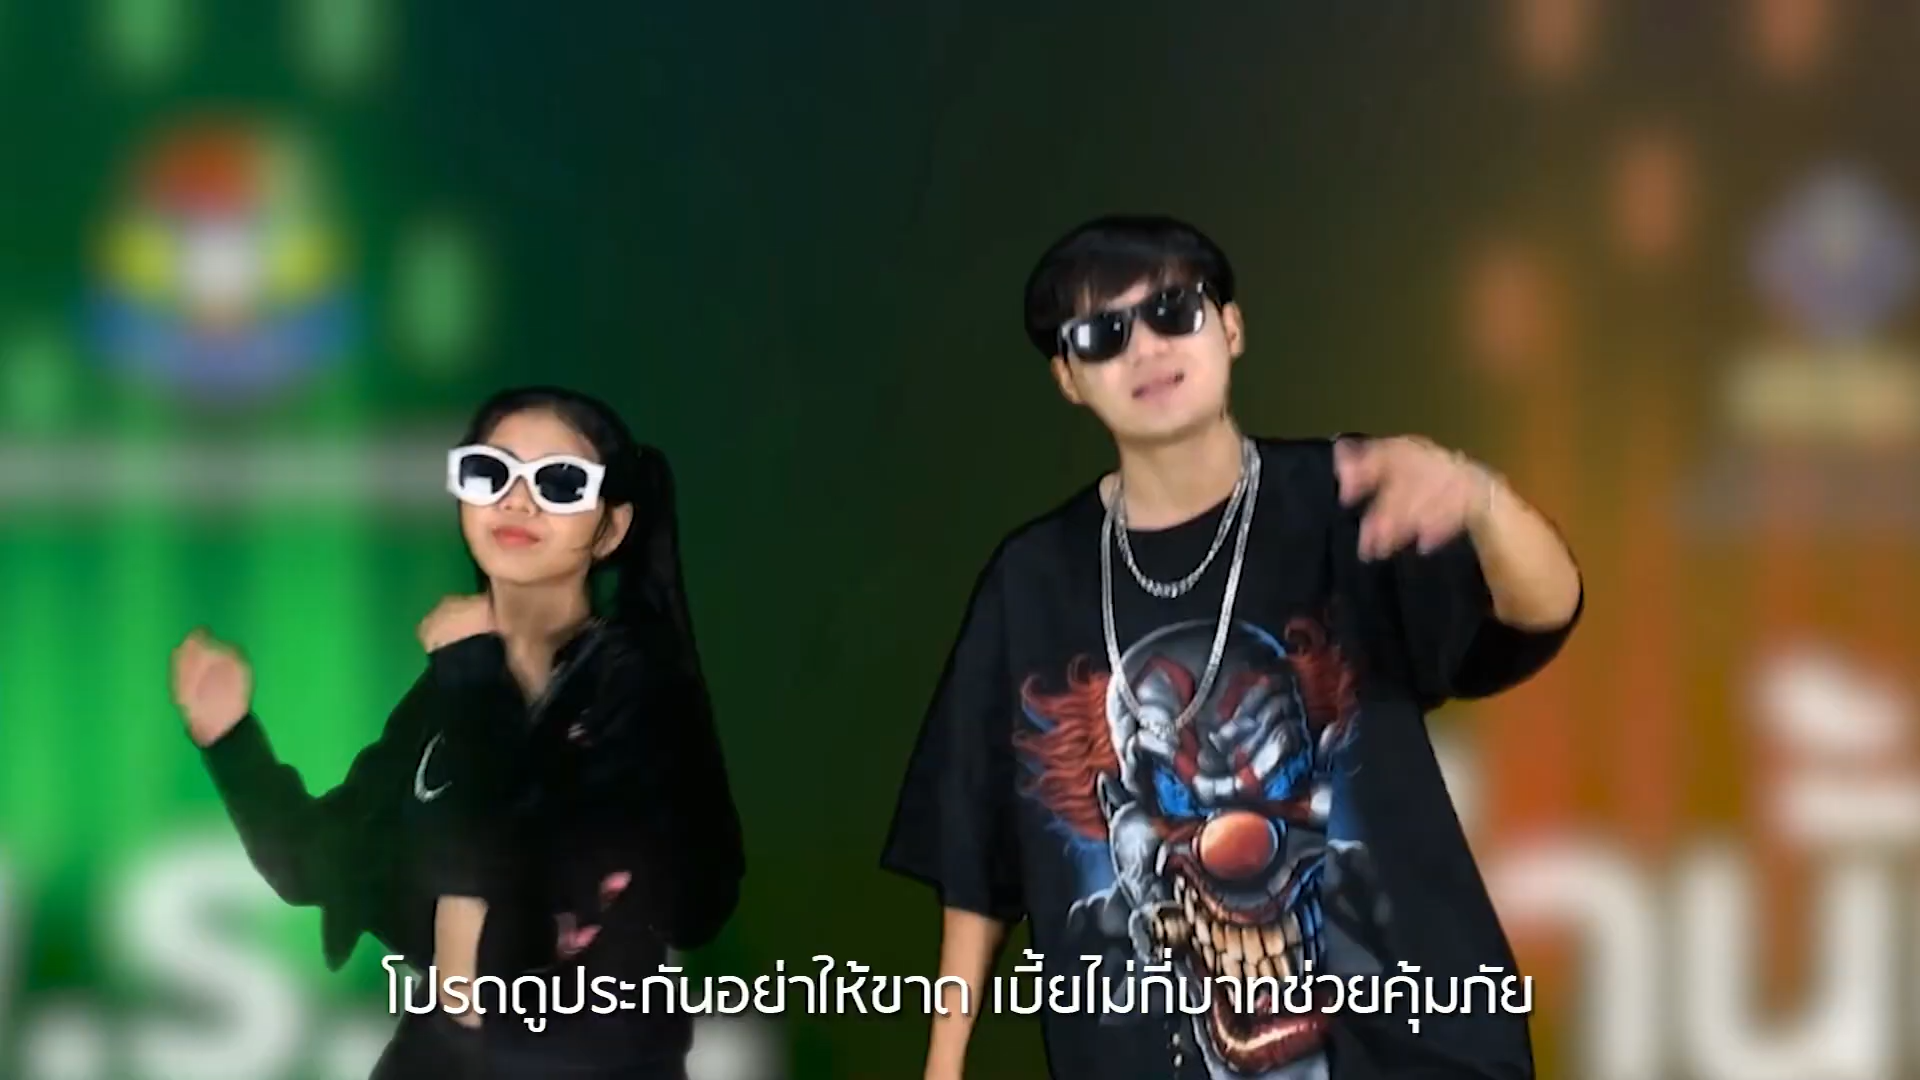 โปรดดูประกันอย่าให้ขาด เบี้ยไม่กี่บาทช่วยคุ้มภัย